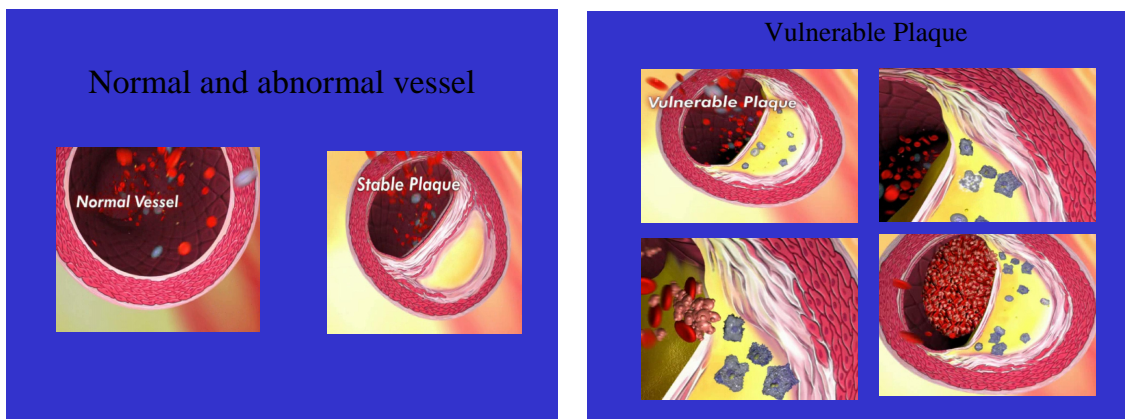 Normal and abnormal vessel
Normal Vessel
Stable Plaque
Vulnerable Plaque
Vulnerable Plaque